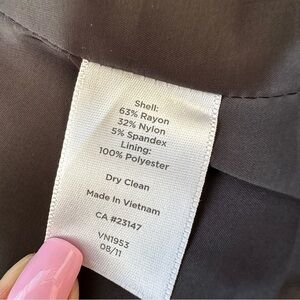 Shell:
63% Rayon
32% Nylon
5% Spandex
Lining:
100% Polyester
Dry Clean
Made In Vietnam
CA #23147
VN1953
08/11